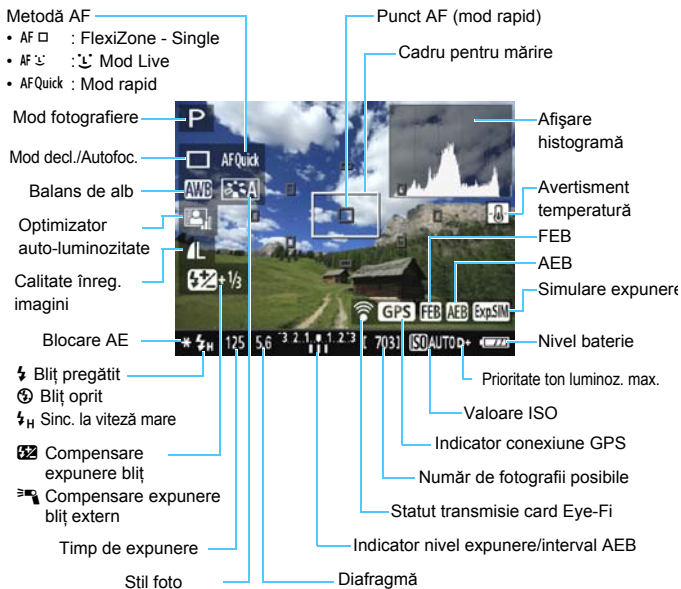 Metodă AF
• AF □ : FlexiZone - Single
• AF : Mod Live
• AFQuick : Mod rapid
Mod fotografiere
Mod decl./Autofoc.
Balans de alb
Optimizator
auto-luminozitate
Calitate înreg.
imagini
Blocare AE
Bliţ pregătit
Bliţ oprit
H Sinc. la viteză mare
Compensare
expunere bliţ
Compensare expunere
bliţ extern
Timp de expunere
Stil foto
Punct AF (mod rapid)
Cadru pentru mărire
P
AFQuick
AWB A
L
+1/3
GPS FEB AEB Exp.SIM
* H 125 5.6 -3..2..1..▮..1..2.:3 [ 703] ISO AUTO D+
Afişare
histogramă
Avertisment
temperatură
FEB
AEB
Simulare expunere
Nivel baterie
Prioritate ton luminoz. max.
Valoare ISO
Indicator conexiune GPS
Număr de fotografii posibile
Statut transmisie card Eye-Fi
Indicator nivel expunere/interval AEB
Diafragmă